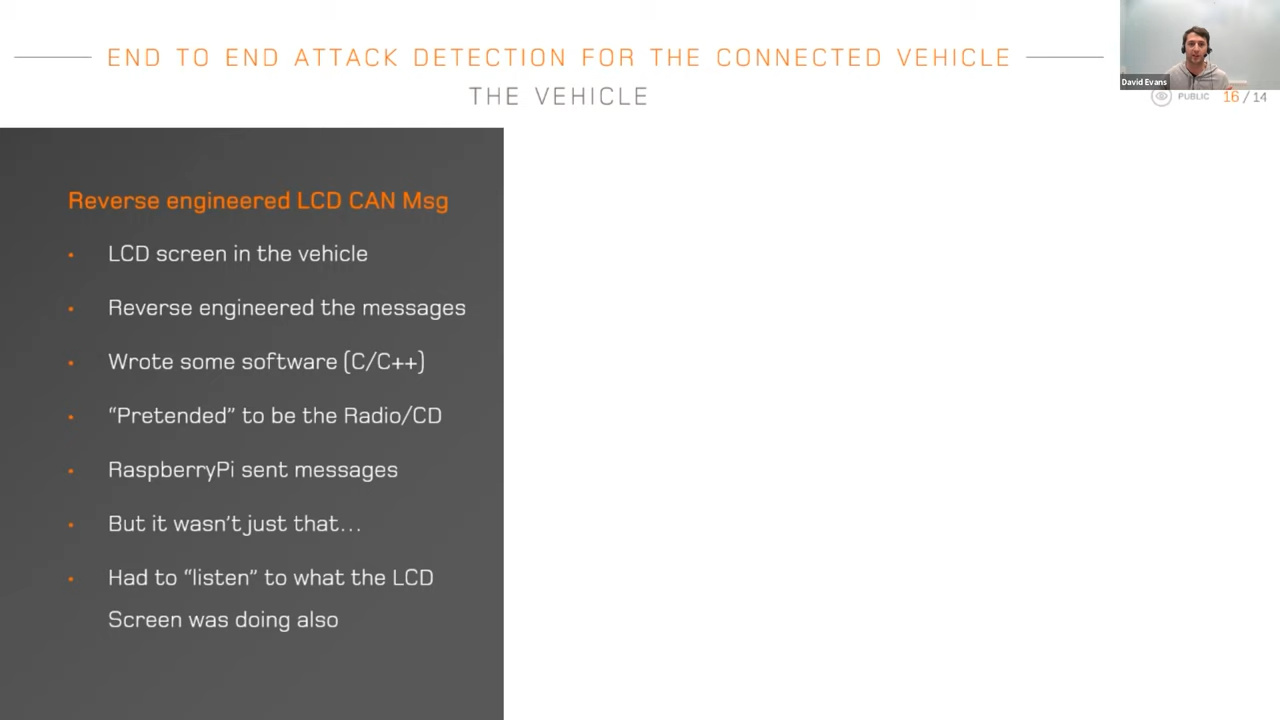 END TO END ATTACK DETECTION FOR THE CONNECTED VEHICLE
THE VEHICLE
David Evans
PUBLIC 16 / 14
Reverse engineered LCD CAN Msg
• LCD screen in the vehicle
• Reverse engineered the messages
• Wrote some software (C/C++)
• “Pretended” to be the Radio/CD
• RaspberryPi sent messages
• But it wasn’t just that…
• Had to “listen” to what the LCD
Screen was doing also